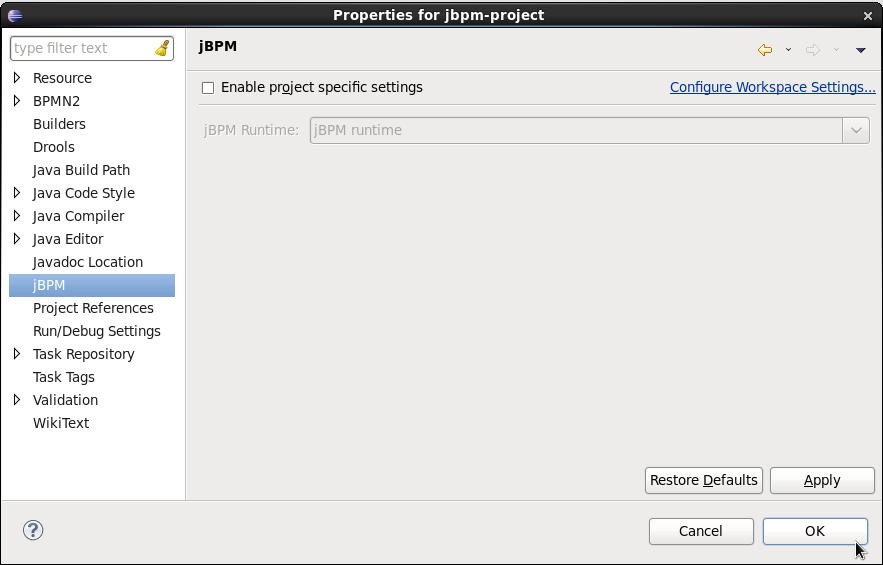 Properties for jbpm-project
type filter text
Resource
BPMN2
Builders
Drools
Java Build Path
Java Code Style
Java Compiler
Java Editor
Javadoc Location
jBPM
Project References
Run/Debug Settings
Task Repository
Task Tags
Validation
WikiText
jBPM
Enable project specific settings
Configure Workspace Settings...
jBPM Runtime: jBPM runtime
Restore Defaults
Apply
Cancel
OK